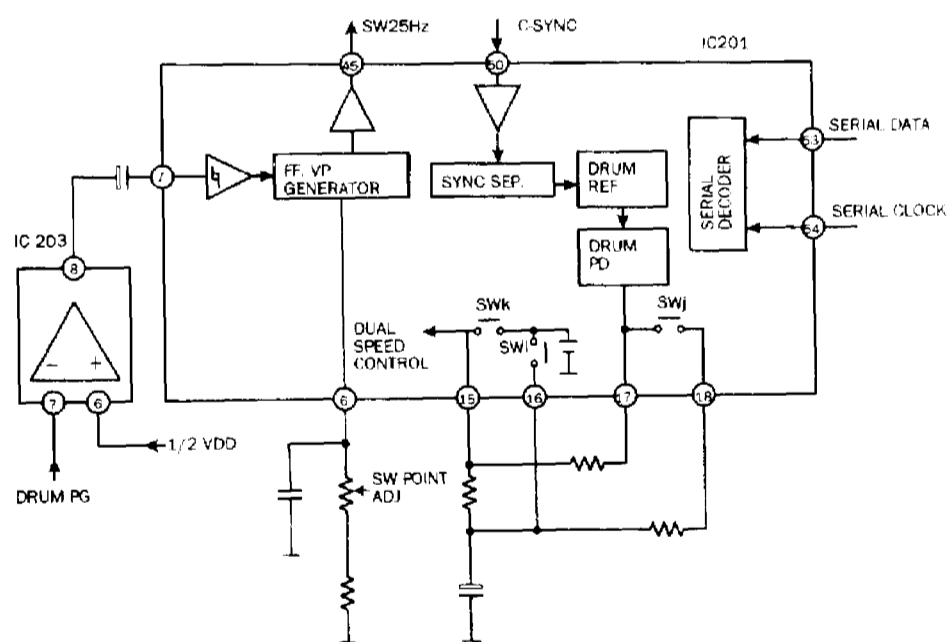 SW25Hz
C-SYNC
IC201
45
50
SERIAL DATA
53
FF. VP
GENERATOR
SYNC SEP.
DRUM
REF
SERIAL
DECODER
1
SERIAL CLOCK
54
IC 203
8
DRUM
PD
SWk
SWj
DUAL
SPEED
CONTROL
SWl
- +
7
6
6
15
16
17
18
1/2 VDD
DRUM PG
SW POINT
ADJ